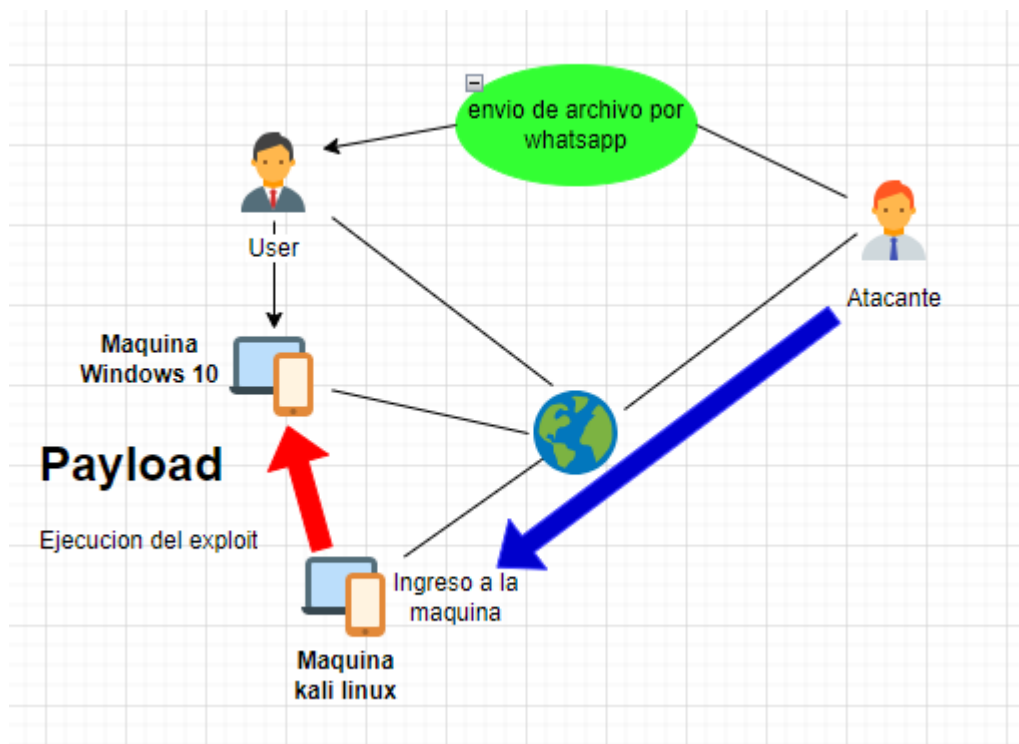 envio de archivo por
whatsapp
User
Atacante
Maquina
Windows 10
Payload
Ejecucion del exploit
Ingreso a la
maquina
Maquina
kali linux